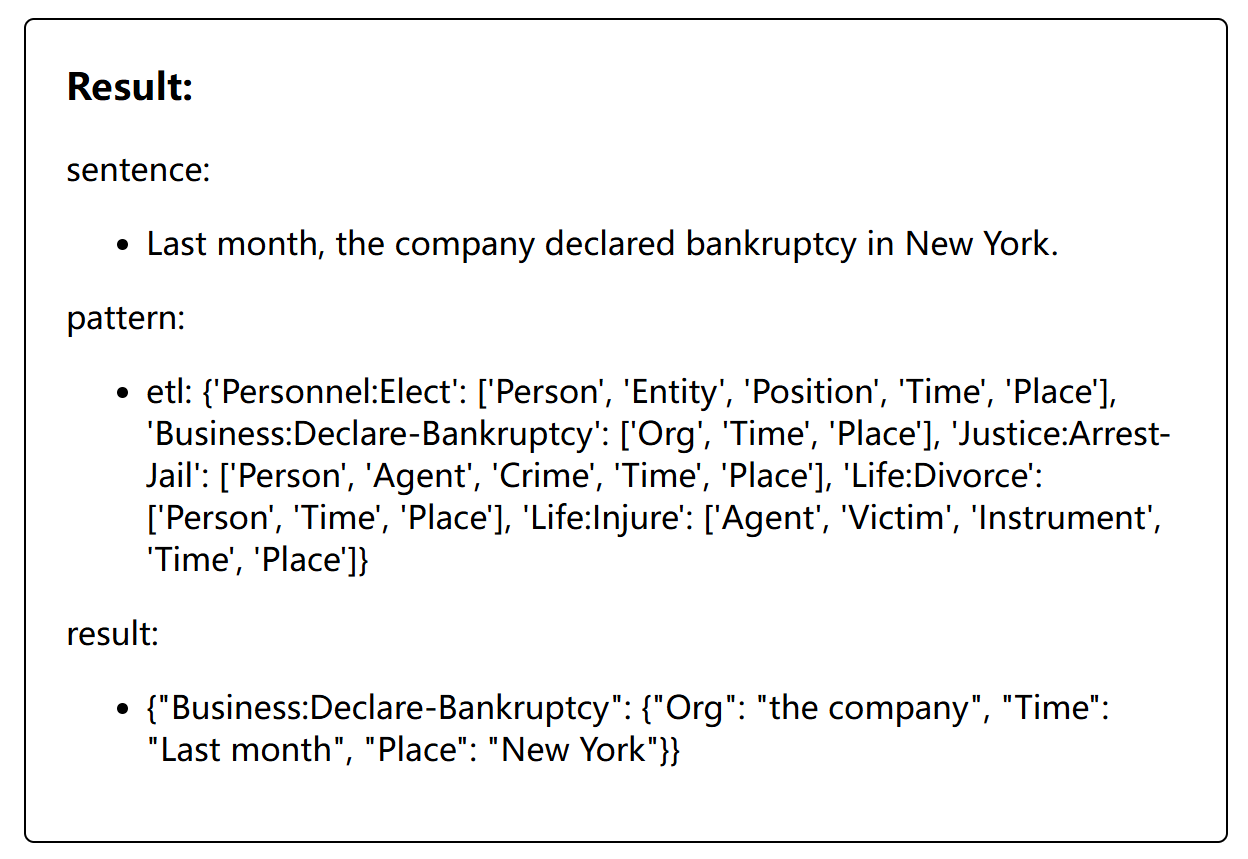 Result:
sentence:
• Last month, the company declared bankruptcy in New York.
pattern:
• etl: {'Personnel:Elect': ['Person', 'Entity', 'Position', 'Time', 'Place'],
'Business:Declare-Bankruptcy': ['Org', 'Time', 'Place'], 'Justice:Arrest-
Jail': ['Person', 'Agent', 'Crime', 'Time', 'Place'], 'Life:Divorce':
['Person', 'Time', 'Place'], 'Life:Injure': ['Agent', 'Victim', 'Instrument',
'Time', 'Place']}
result:
• {"Business:Declare-Bankruptcy": {"Org": "the company", "Time":
"Last month", "Place": "New York"}}